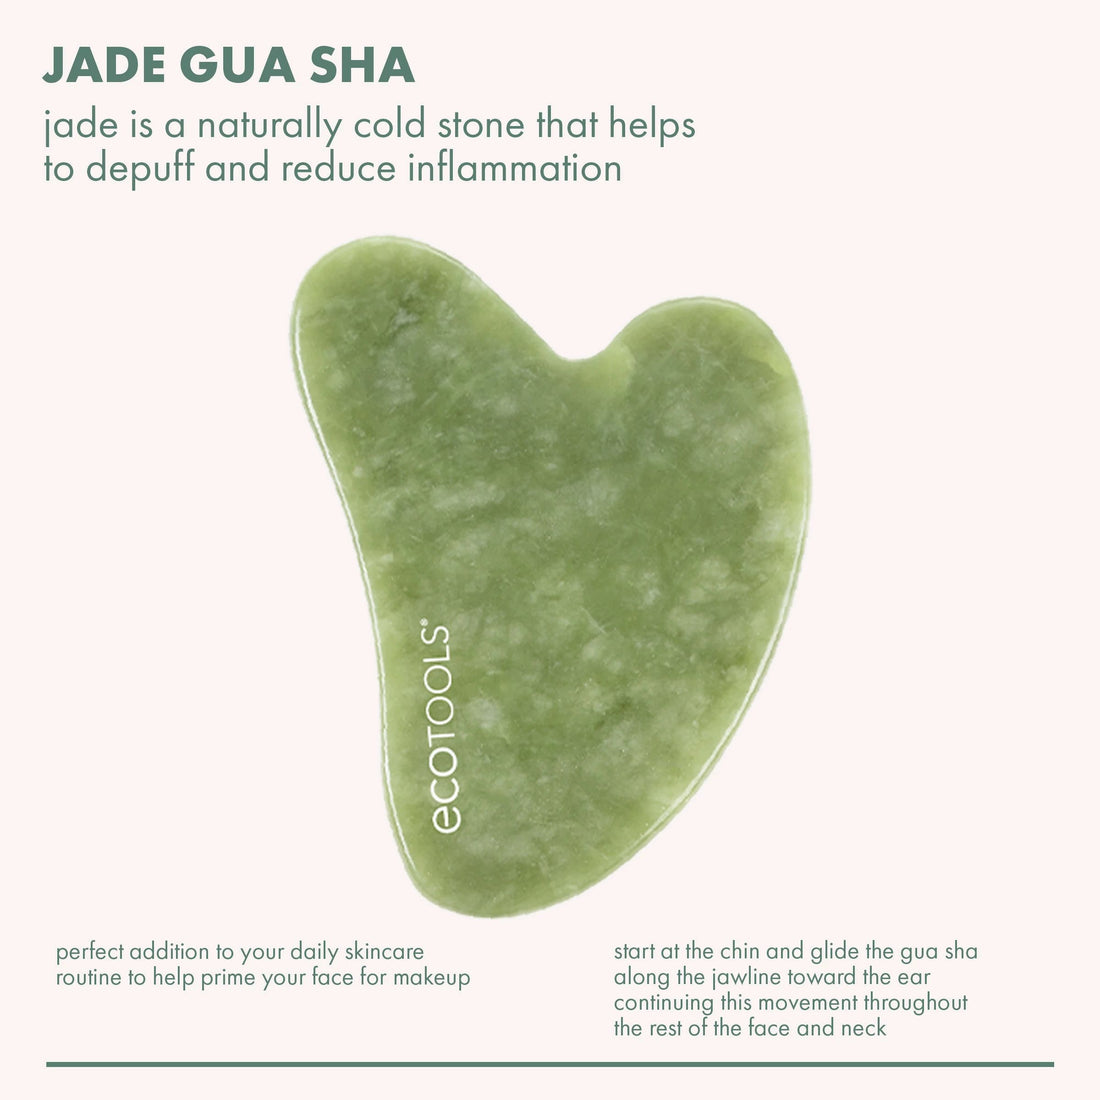 JADE GUA SHA
jade is a naturally cold stone that helps
to depuff and reduce inflammation
ecoTOOLS®
perfect addition to your daily skincare
routine to help prime your face for makeup
start at the chin and glide the gua sha
along the jawline toward the ear
continuing this movement throughout
the rest of the face and neck